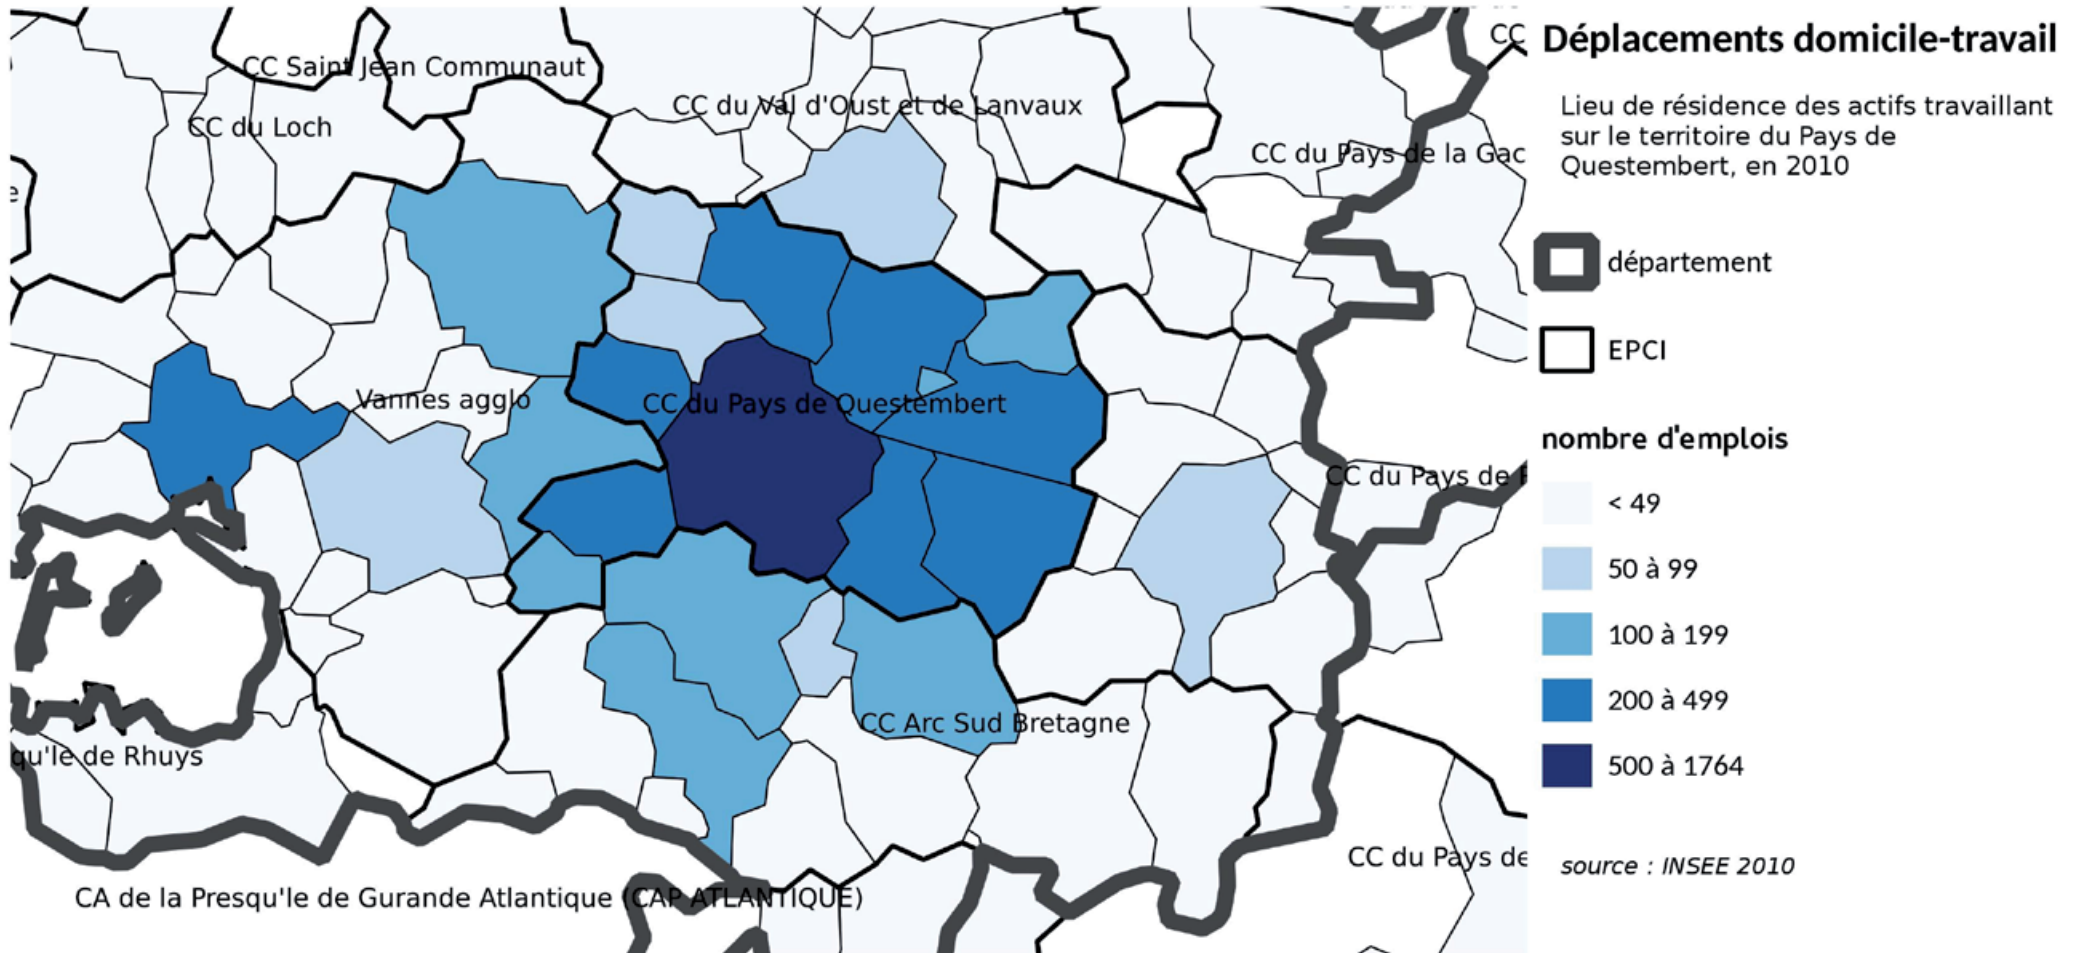 CC Saint Jean Communaut
CC du Val d'Oust et de Lanvaux
CC du Loch
CC du Pays de la Gac
CC
e
Vannes agglo
CC du Pays de Questembert
CC du Pays de
CC Arc Sud Bretagne
qu'le de Rhuys
CC du Pays de
CA de la Presqu'le de Gurande Atlantique (CAP ATLANTIQUE)
Déplacements domicile-travail
Lieu de résidence des actifs travaillant
sur le territoire du Pays de
Questembert, en 2010
département
EPCI
nombre d'emplois
< 49
50 à 99
100 à 199
200 à 499
500 à 1764
source : INSEE 2010